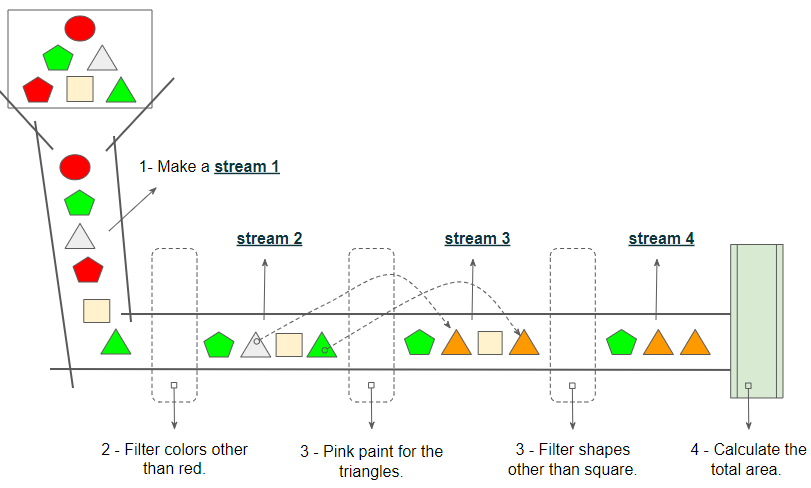 1- Make a stream 1
stream 2
stream 3
stream 4
2 - Filter colors other
than red.
3 - Pink paint for the
triangles.
3 - Filter shapes
other than square.
4 - Calculate the
total area.